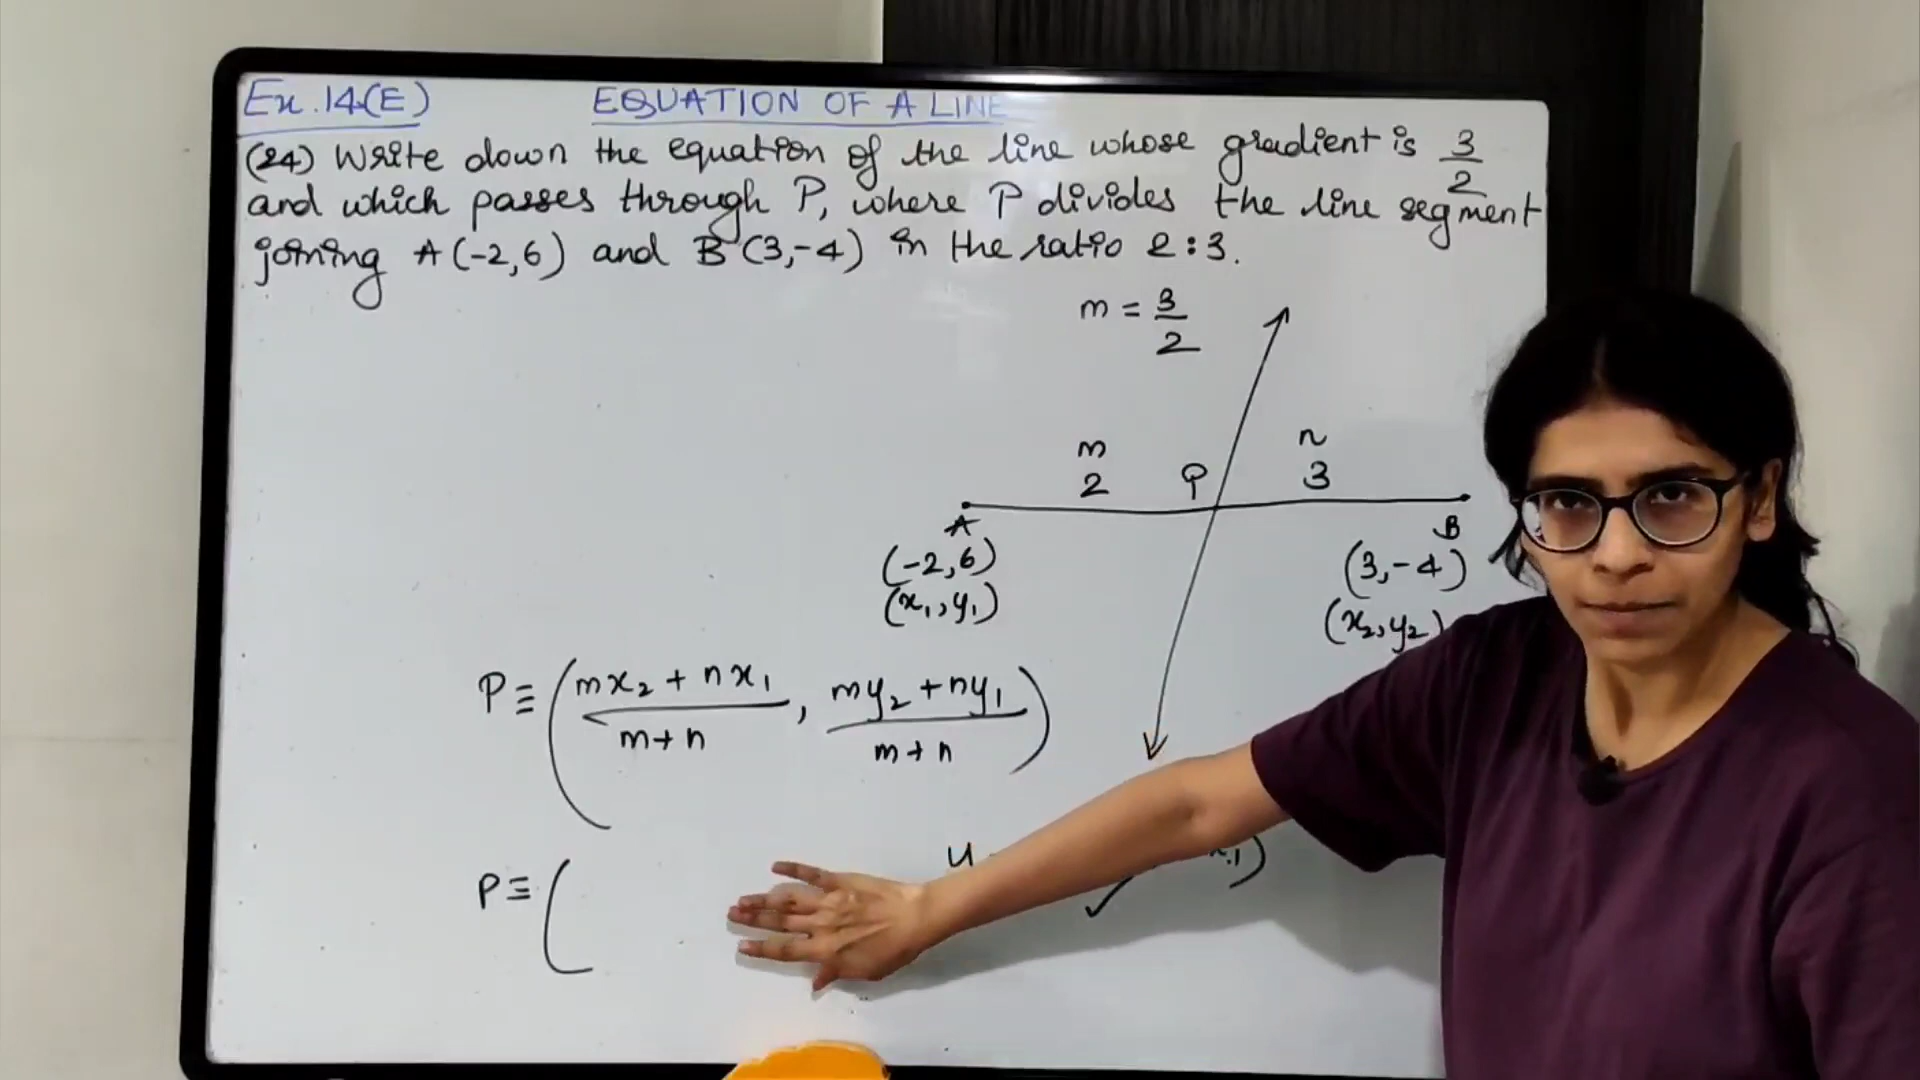 Ex.14(E) EQUATION OF A LINE
(24) Write down the equation of the line whose gradient is 3/2
and which passes through P, where P divides the line segment
joining A(-2,6) and B(3,-4) in the ratio 2:3.
m = 3/2
m n
2 P 3
A B
(-2,6) (3,-4)
(x₁,y₁) (x₂,y₂)
P≡((mx₂+nx₁)/(m+n), (my₂+ny₁)/(m+n))
P≡(